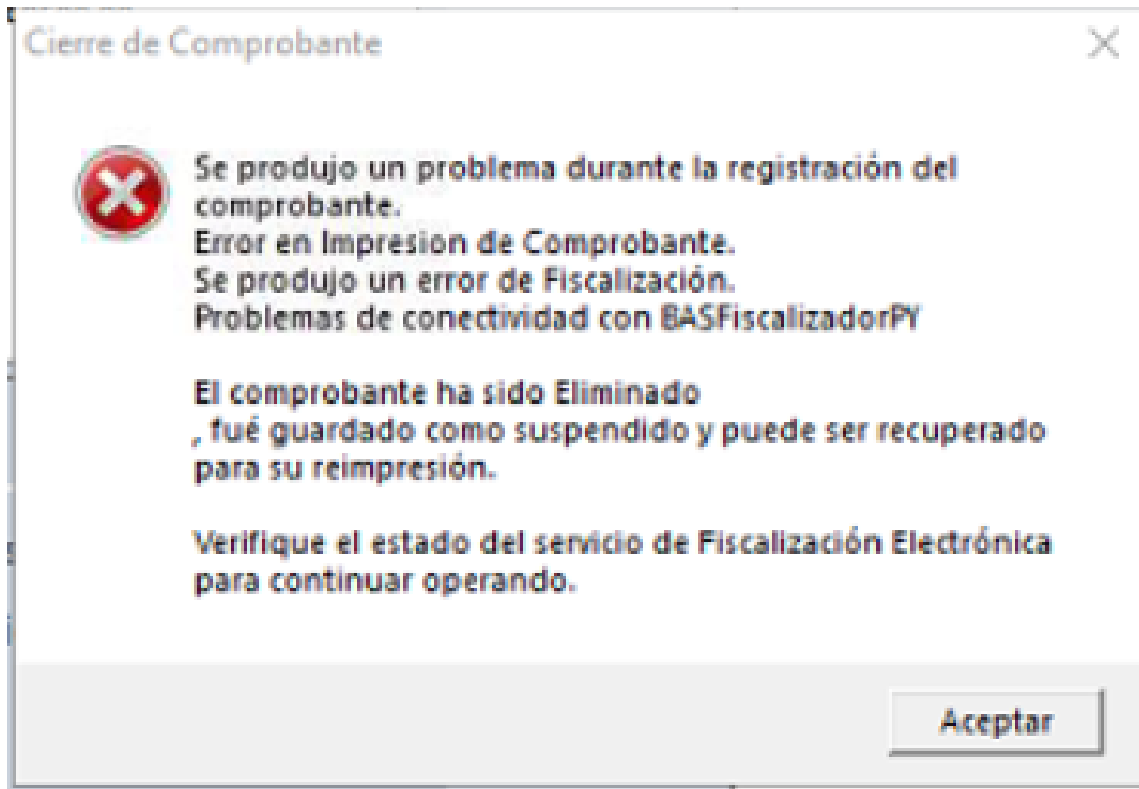 Cierre de Comprobante
Se produjo un problema durante la registración del
comprobante.
Error en Impresion de Comprobante.
Se produjo un error de Fiscalización.
Problemas de conectividad con BASFiscalizadorPY
El comprobante ha sido Eliminado
, fué guardado como suspendido y puede ser recuperado
para su reimpresión.
Verifique el estado del servicio de Fiscalización Electrónica
para continuar operando.
Aceptar